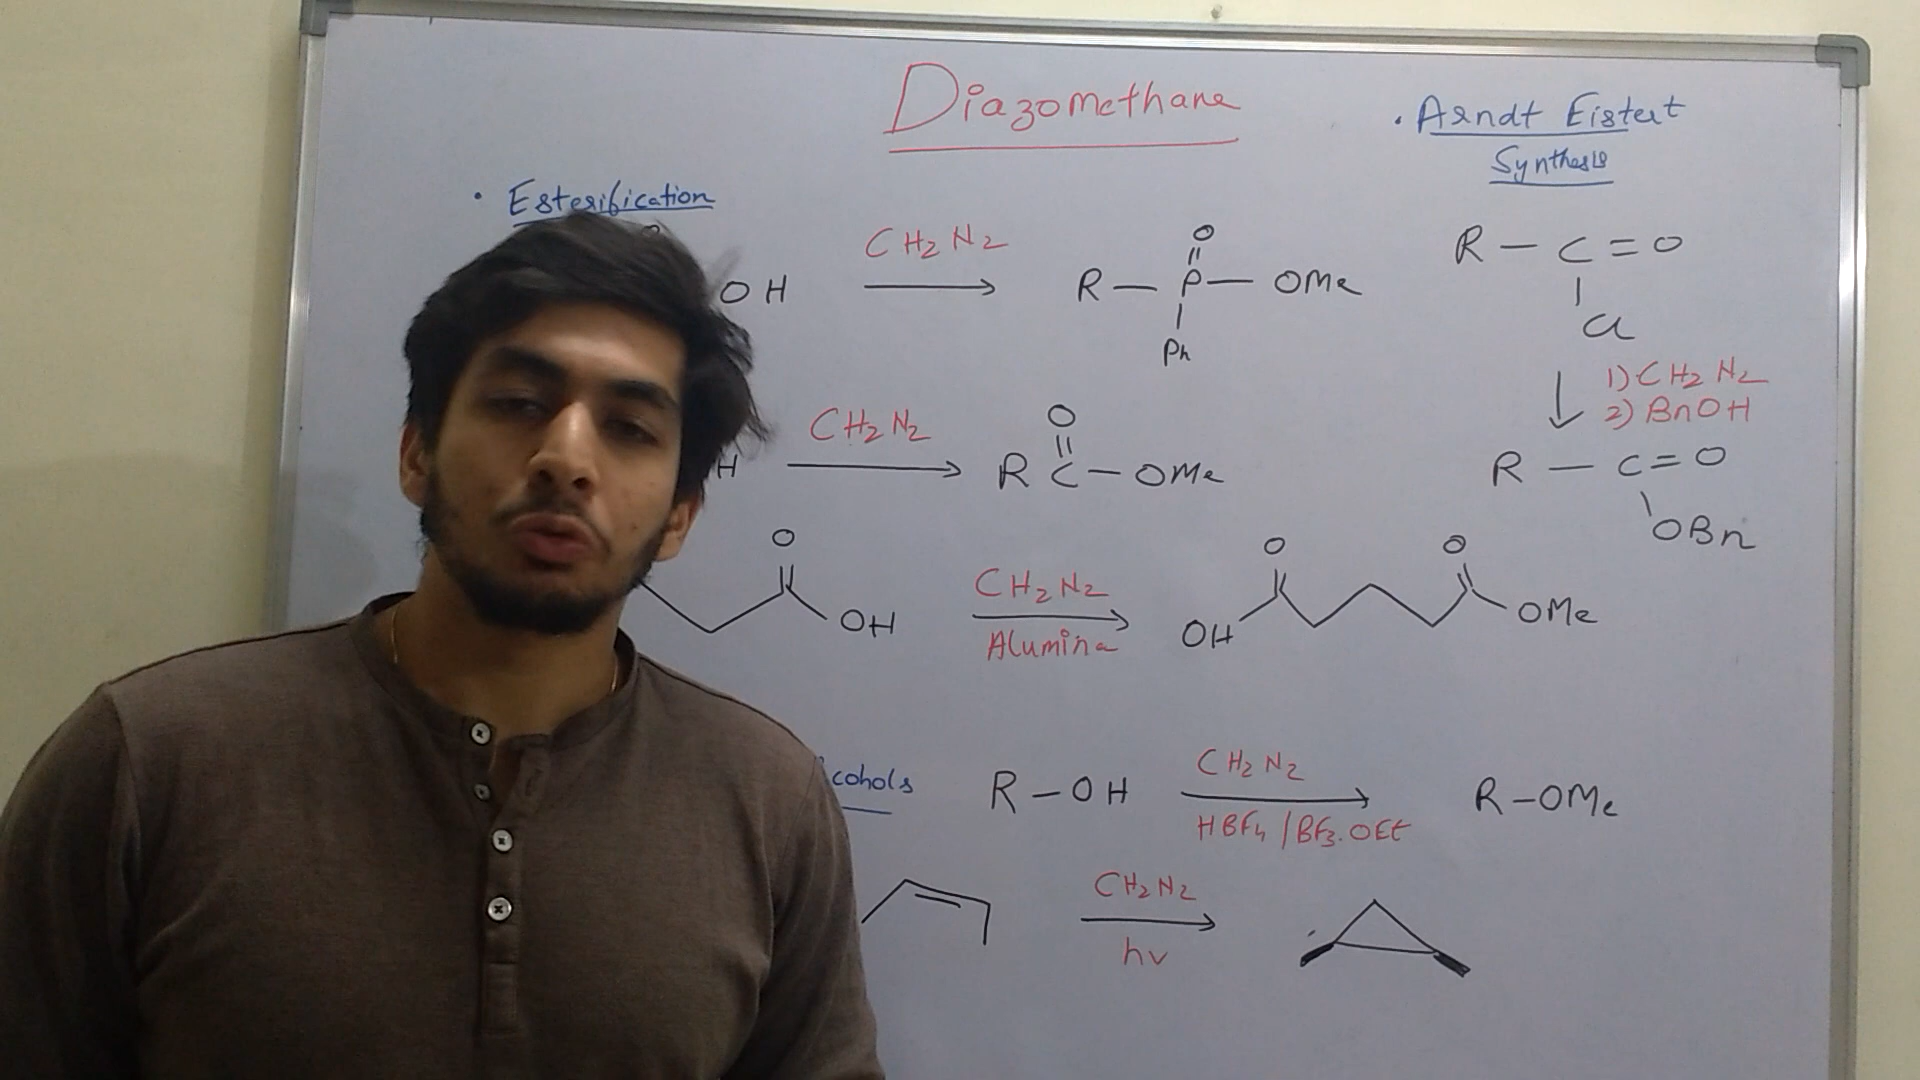 Diazomethane
• Esterification
OH
CH2N2
O
R — P — OMe
Ph
H
CH2N2
O
R C — OMe
O
OH
CH2N2
Alumina
O
O
OH
OMe
cohols
R — OH
CH2N2
HBF4 / BF3.OEt
R — OMe
CH2N2
hν
• Arndt Eistert
Synthesis
R — C = O
Cl
1) CH2N2
2) BnOH
R — C = O
OBn